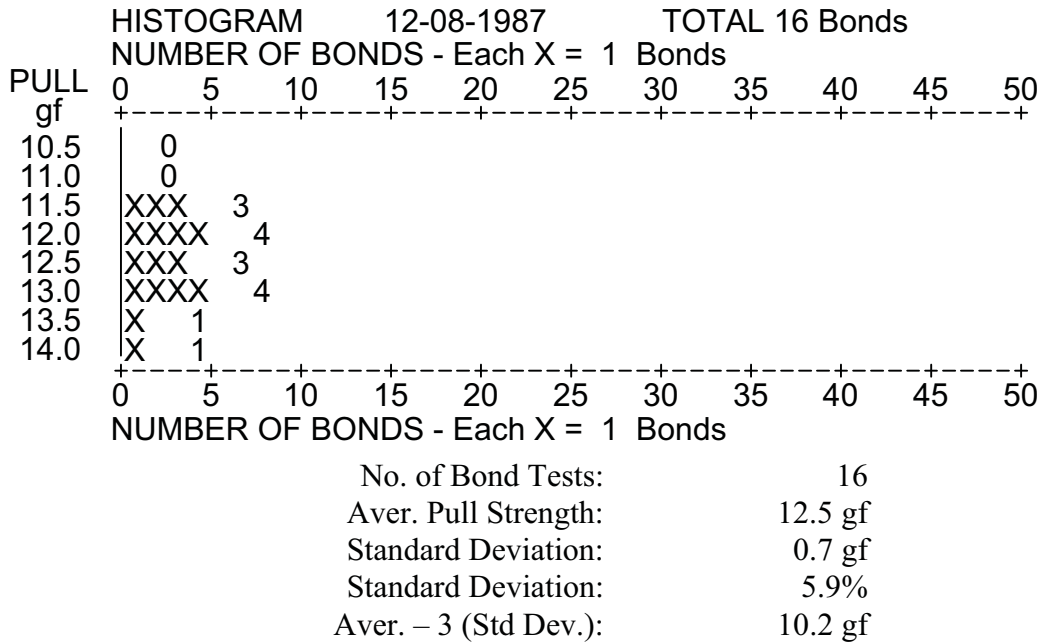 HISTOGRAM 12-08-1987 TOTAL 16 Bonds
NUMBER OF BONDS - Each X = 1 Bonds
PULL 0 5 10 15 20 25 30 35 40 45 50
gf +----+----+----+----+----+----+----+----+----+----+
10.5 0
11.0 0
11.5 XXX 3
12.0 XXXX 4
12.5 XXX 3
13.0 XXXX 4
13.5 X 1
14.0 X 1
+----+----+----+----+----+----+----+----+----+----+
0 5 10 15 20 25 30 35 40 45 50
NUMBER OF BONDS - Each X = 1 Bonds
No. of Bond Tests: 16
Aver. Pull Strength: 12.5 gf
Standard Deviation: 0.7 gf
Standard Deviation: 5.9%
Aver. – 3 (Std Dev.): 10.2 gf